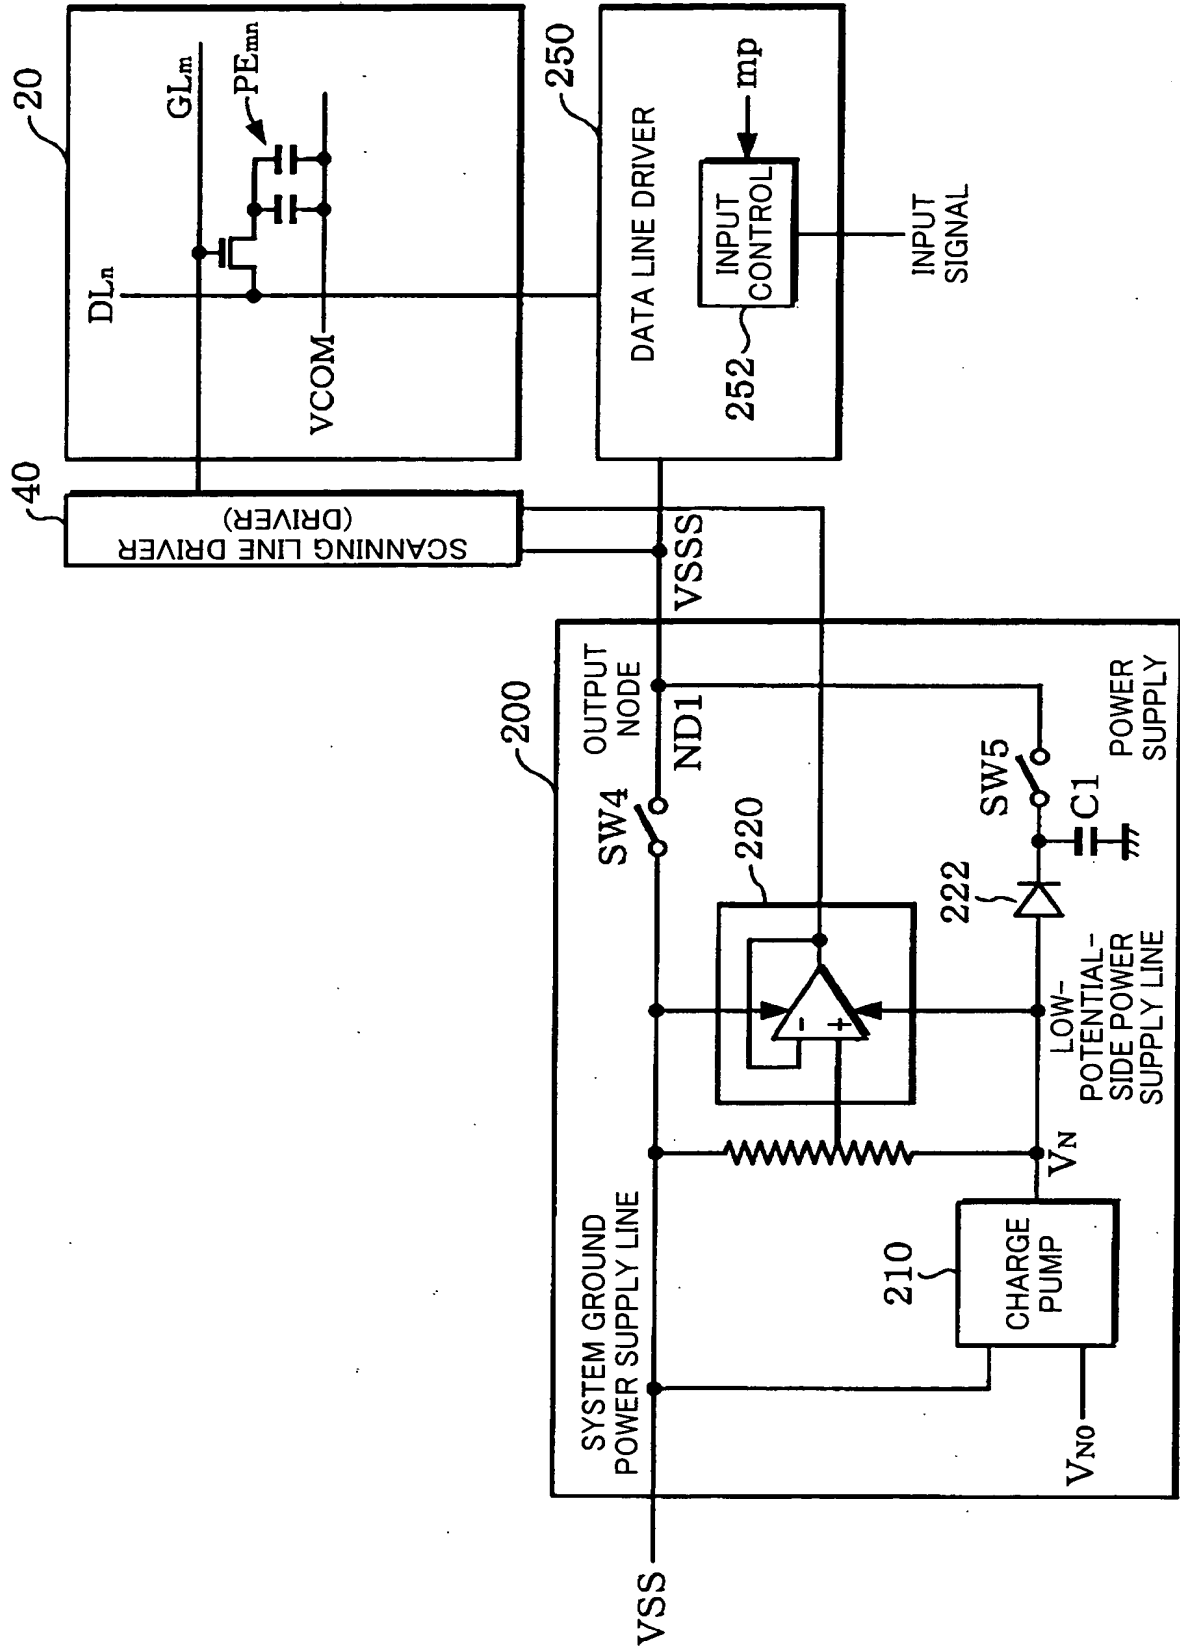 20
GLm
PEmn
DLn
VCOM
40
SCANNING LINE DRIVER
(DRIVER)
250
DATA LINE DRIVER
mp
INPUT
CONTROL
252
INPUT
SIGNAL
VSSS
200
OUTPUT
NODE
ND1
SW4
220
-
+
SW5
C1
POWER
SUPPLY
222
LOW-
POTENTIAL-
SIDE POWER
SUPPLY LINE
VN
SYSTEM GROUND
POWER SUPPLY LINE
210
CHARGE
PUMP
VN0
VSS